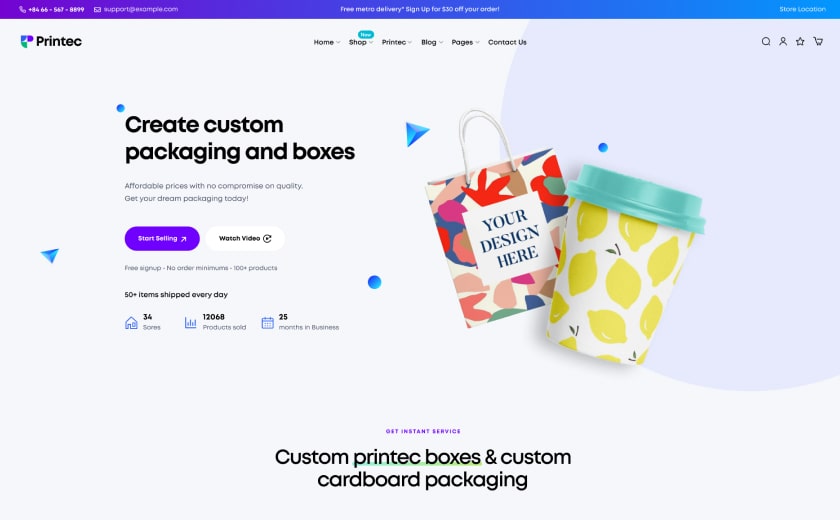 +84 66 - 567 - 8899 support@example.com Free metro delivery* Sign Up for $30 off your order! Store Location
Printec Home Shop New Printec Blog Pages Contact Us
Create custom
packaging and boxes
Affordable prices with no compromise on quality.
Get your dream packaging today!
Start Selling Watch Video
Free signup - No order minimums - 100+ products
50+ items shipped every day
34 12068 25
Sores Products sold months in Business
YOUR
DESIGN
HERE
GET INSTANT SERVICE
Custom printec boxes & custom
cardboard packaging